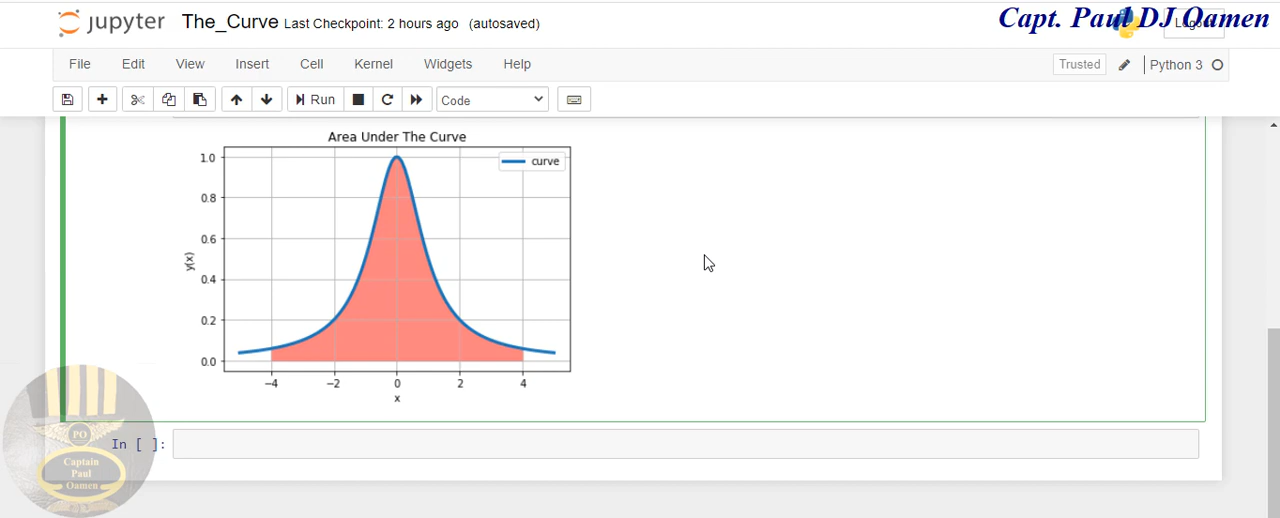 jupyter The_Curve Last Checkpoint: 2 hours ago (autosaved)
Capt. Paul DJ Oamen
File Edit View Insert Cell Kernel Widgets Help
Trusted Python 3
Run Code
Area Under The Curve
curve
1.0
0.8
0.6
0.4
0.2
0.0
y(x)
−4 −2 0 2 4
x
In [ ]:
PO
Captain
Paul
Oamen